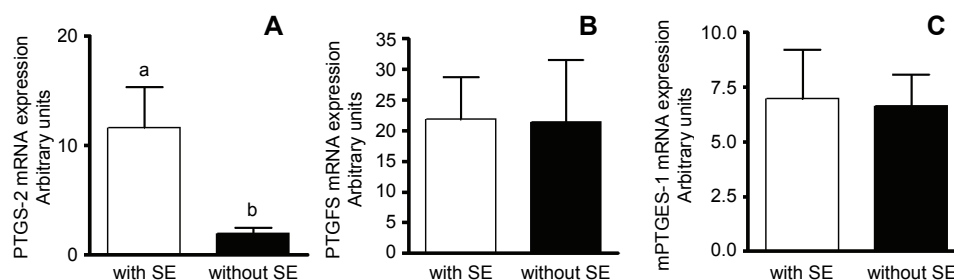 A
PTGS-2 mRNA expression
Arbitrary units
20
10
0
a
b
with SE
without SE
B
PTGFS mRNA expression
Arbitrary units
35
30
25
20
15
10
5
0
with SE
without SE
C
mPTGES-1 mRNA expression
Arbitrary units
10.0
7.5
5.0
2.5
0.0
with SE
without SE